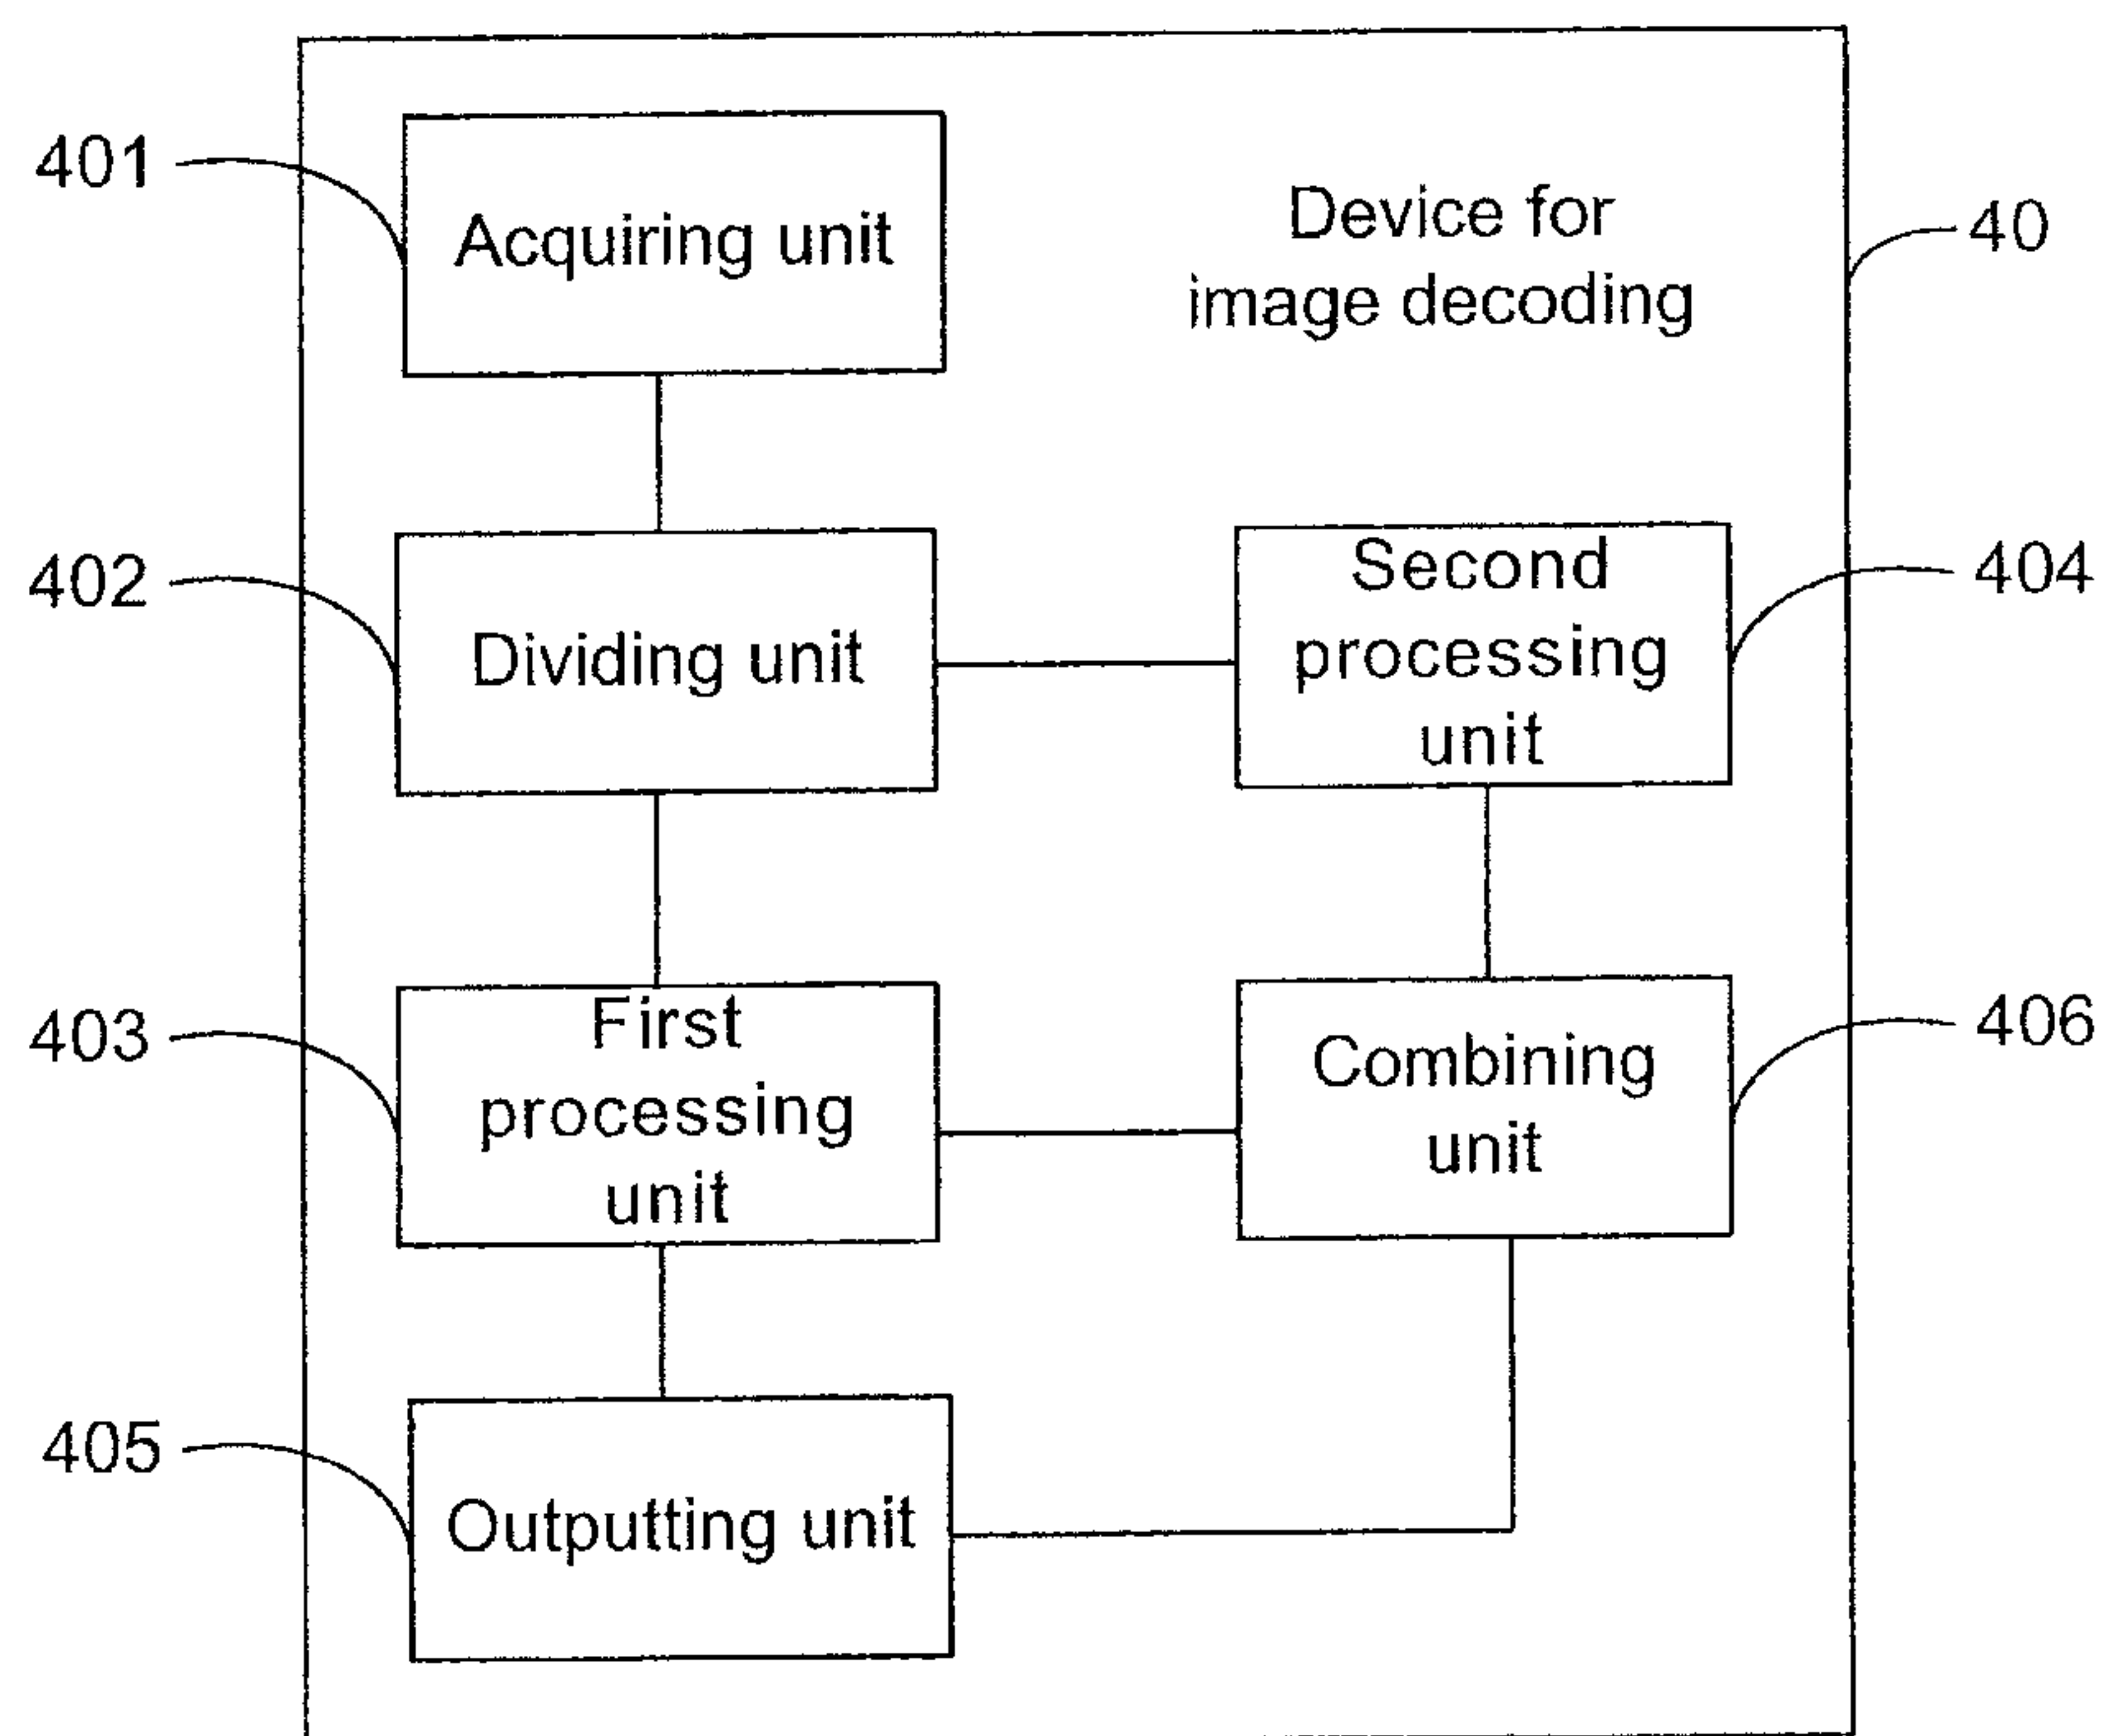 401
Acquiring unit
Device for
image decoding
40
402
Dividing unit
Second
processing
unit
404
403
First
processing
unit
Combining
unit
406
405
Outputting unit